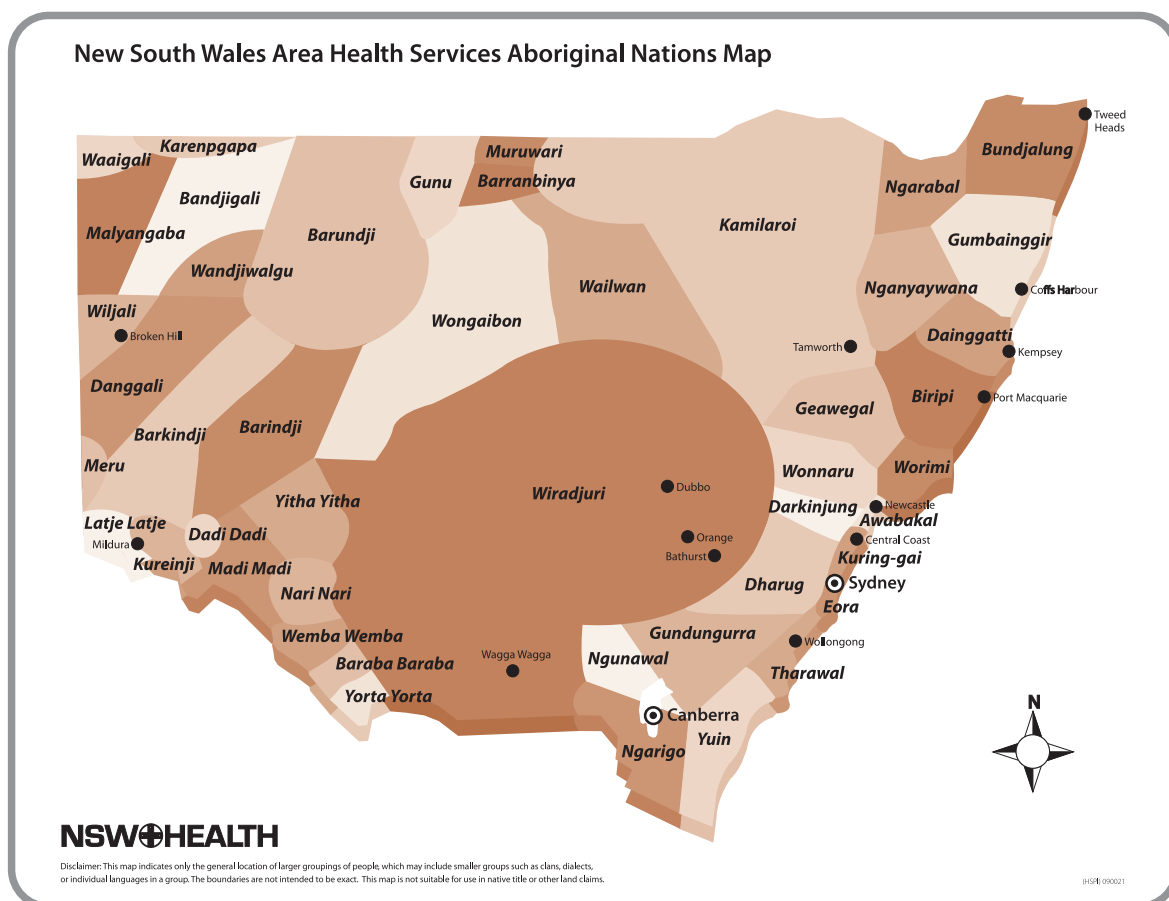 New South Wales Area Health Services Aboriginal Nations Map
Tweed
Heads
Waaigali
Karenpgapa
Muruwari
Bundjalung
Gunu
Barranbinya
Bandjigali
Ngarabal
Malyangaba
Barundji
Kamilaroi
Gumbainggir
Wandjiwalgu
Wailwan
Nganyaywana
Coffs Harbour
Wiljali
Wongaibon
Broken Hill
Dainggatti
Tamworth
Kempsey
Danggali
Biripi
Port Macquarie
Geawegal
Barkindji
Barindji
Meru
Wonnaru
Worimi
Yitha Yitha
Wiradjuri
Dubbo
Darkinjung
Newcastle
Latje Latje
Awabakal
Dadi Dadi
Mildura
Orange
Central Coast
Bathurst
Kuring-gai
Kureinji
Madi Madi
Dharug
Sydney
Nari Nari
Eora
Wemba Wemba
Gundungurra
Wollongong
Wagga Wagga
Ngunawal
Baraba Baraba
Tharawal
Yorta Yorta
N
Canberra
Yuin
Ngarigo
NSW HEALTH
Disclaimer: This map indicates only the general location of larger groupings of people, which may include smaller groups such as clans, dialects,
or individual languages in a group. The boundaries are not intended to be exact. This map is not suitable for use in native title or other land claims.
(HSPI) 090021